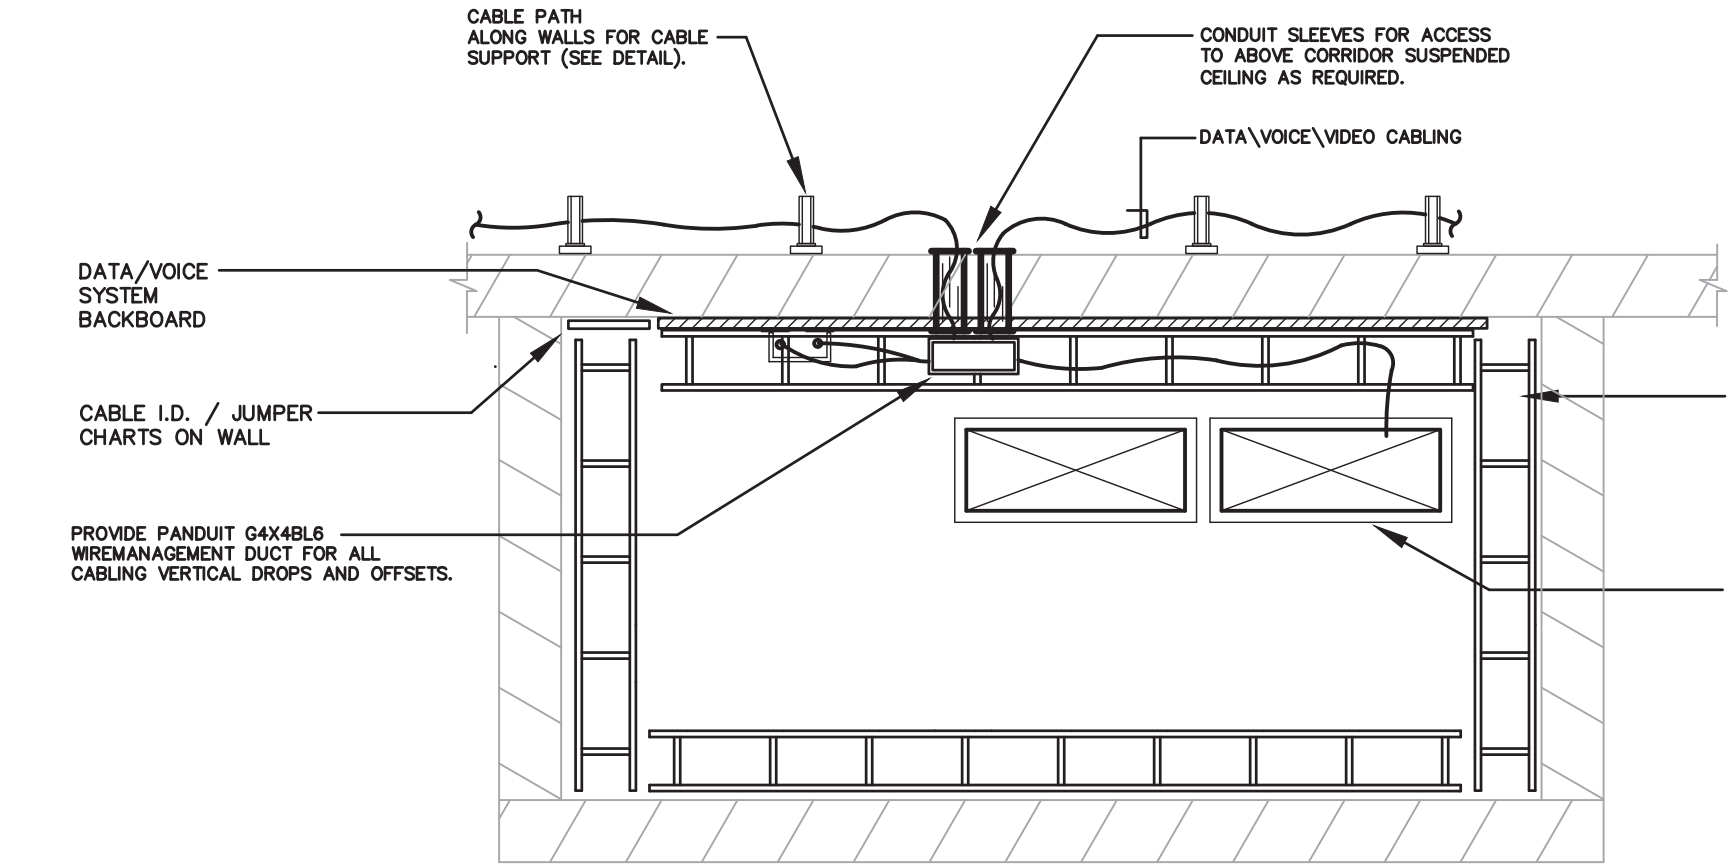 CABLE PATH
ALONG WALLS FOR CABLE
SUPPORT (SEE DETAIL).
CONDUIT SLEEVES FOR ACCESS
TO ABOVE CORRIDOR SUSPENDED
CEILING AS REQUIRED.
DATA\VOICE\VIDEO CABLING
DATA/VOICE
SYSTEM
BACKBOARD
CABLE I.D. / JUMPER
CHARTS ON WALL
PROVIDE PANDUIT G4X4BL6
WIREMANAGEMENT DUCT FOR ALL
CABLING VERTICAL DROPS AND OFFSETS.